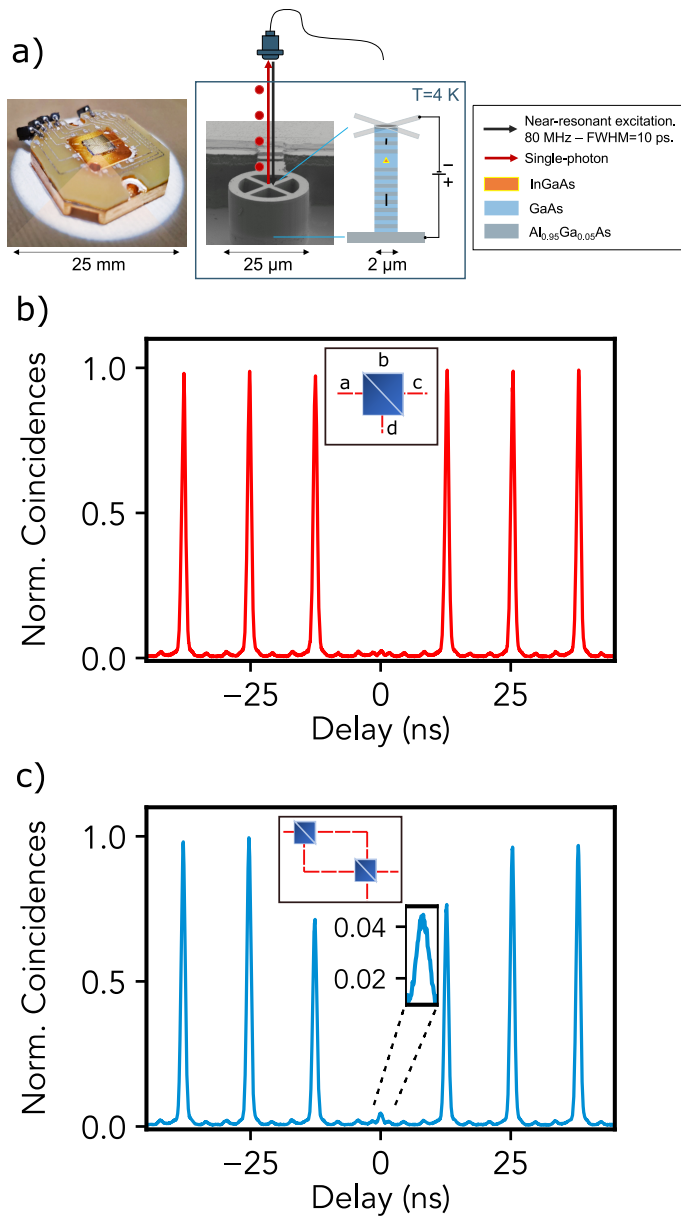 a)
T=4 K
−
+
25 mm
25 µm
2 µm
Near-resonant excitation.
80 MHz – FWHM=10 ps.
Single-photon
InGaAs
GaAs
Al0.95Ga0.05As
b)
Norm. Coincidences
1.0
0.5
0.0
b
a
c
d
−25
0
25
Delay (ns)
c)
Norm. Coincidences
1.0
0.5
0.0
0.04
0.02
−25
0
25
Delay (ns)